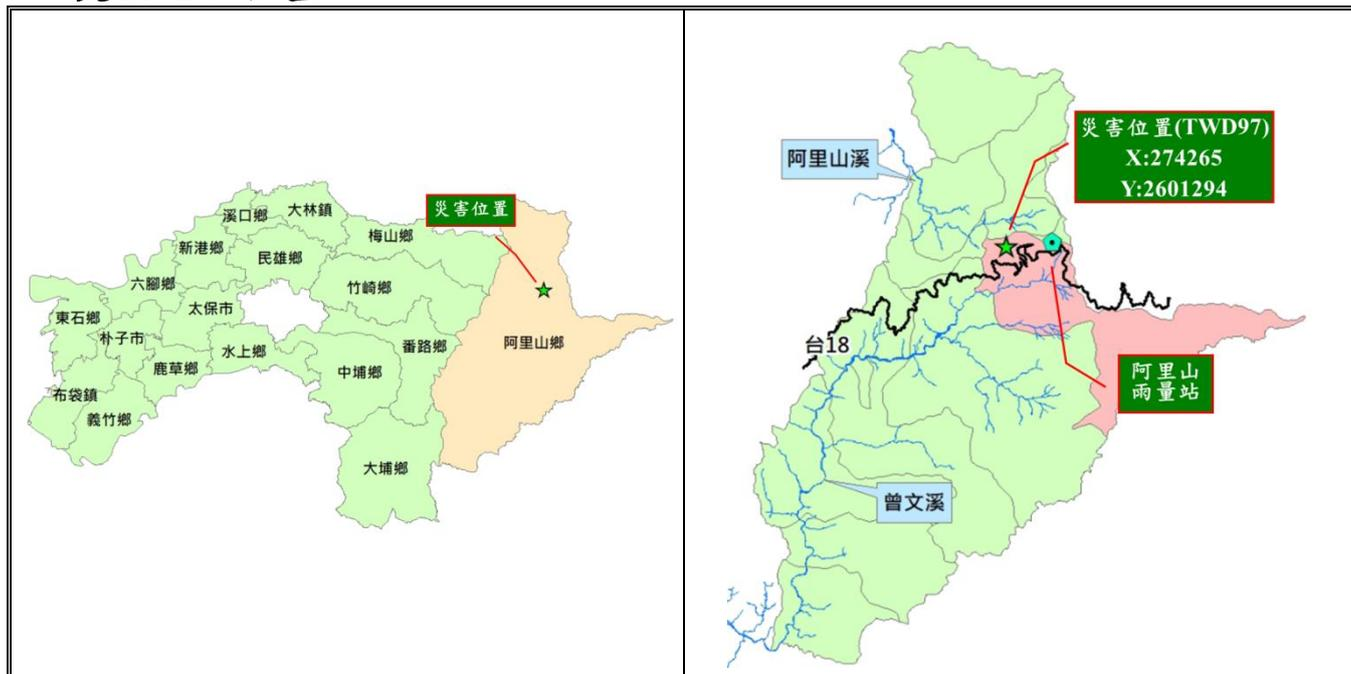 災害位置
溪口鄉
大林鎮
梅山鄉
新港鄉
民雄鄉
六腳鄉
竹崎鄉
太保市
東石鄉
朴子市
番路鄉
阿里山鄉
水上鄉
鹿草鄉
中埔鄉
布袋鎮
義竹鄉
大埔鄉
災害位置(TWD97)
X:274265
Y:2601294
阿里山溪
台18
阿里山
雨量站
曾文溪